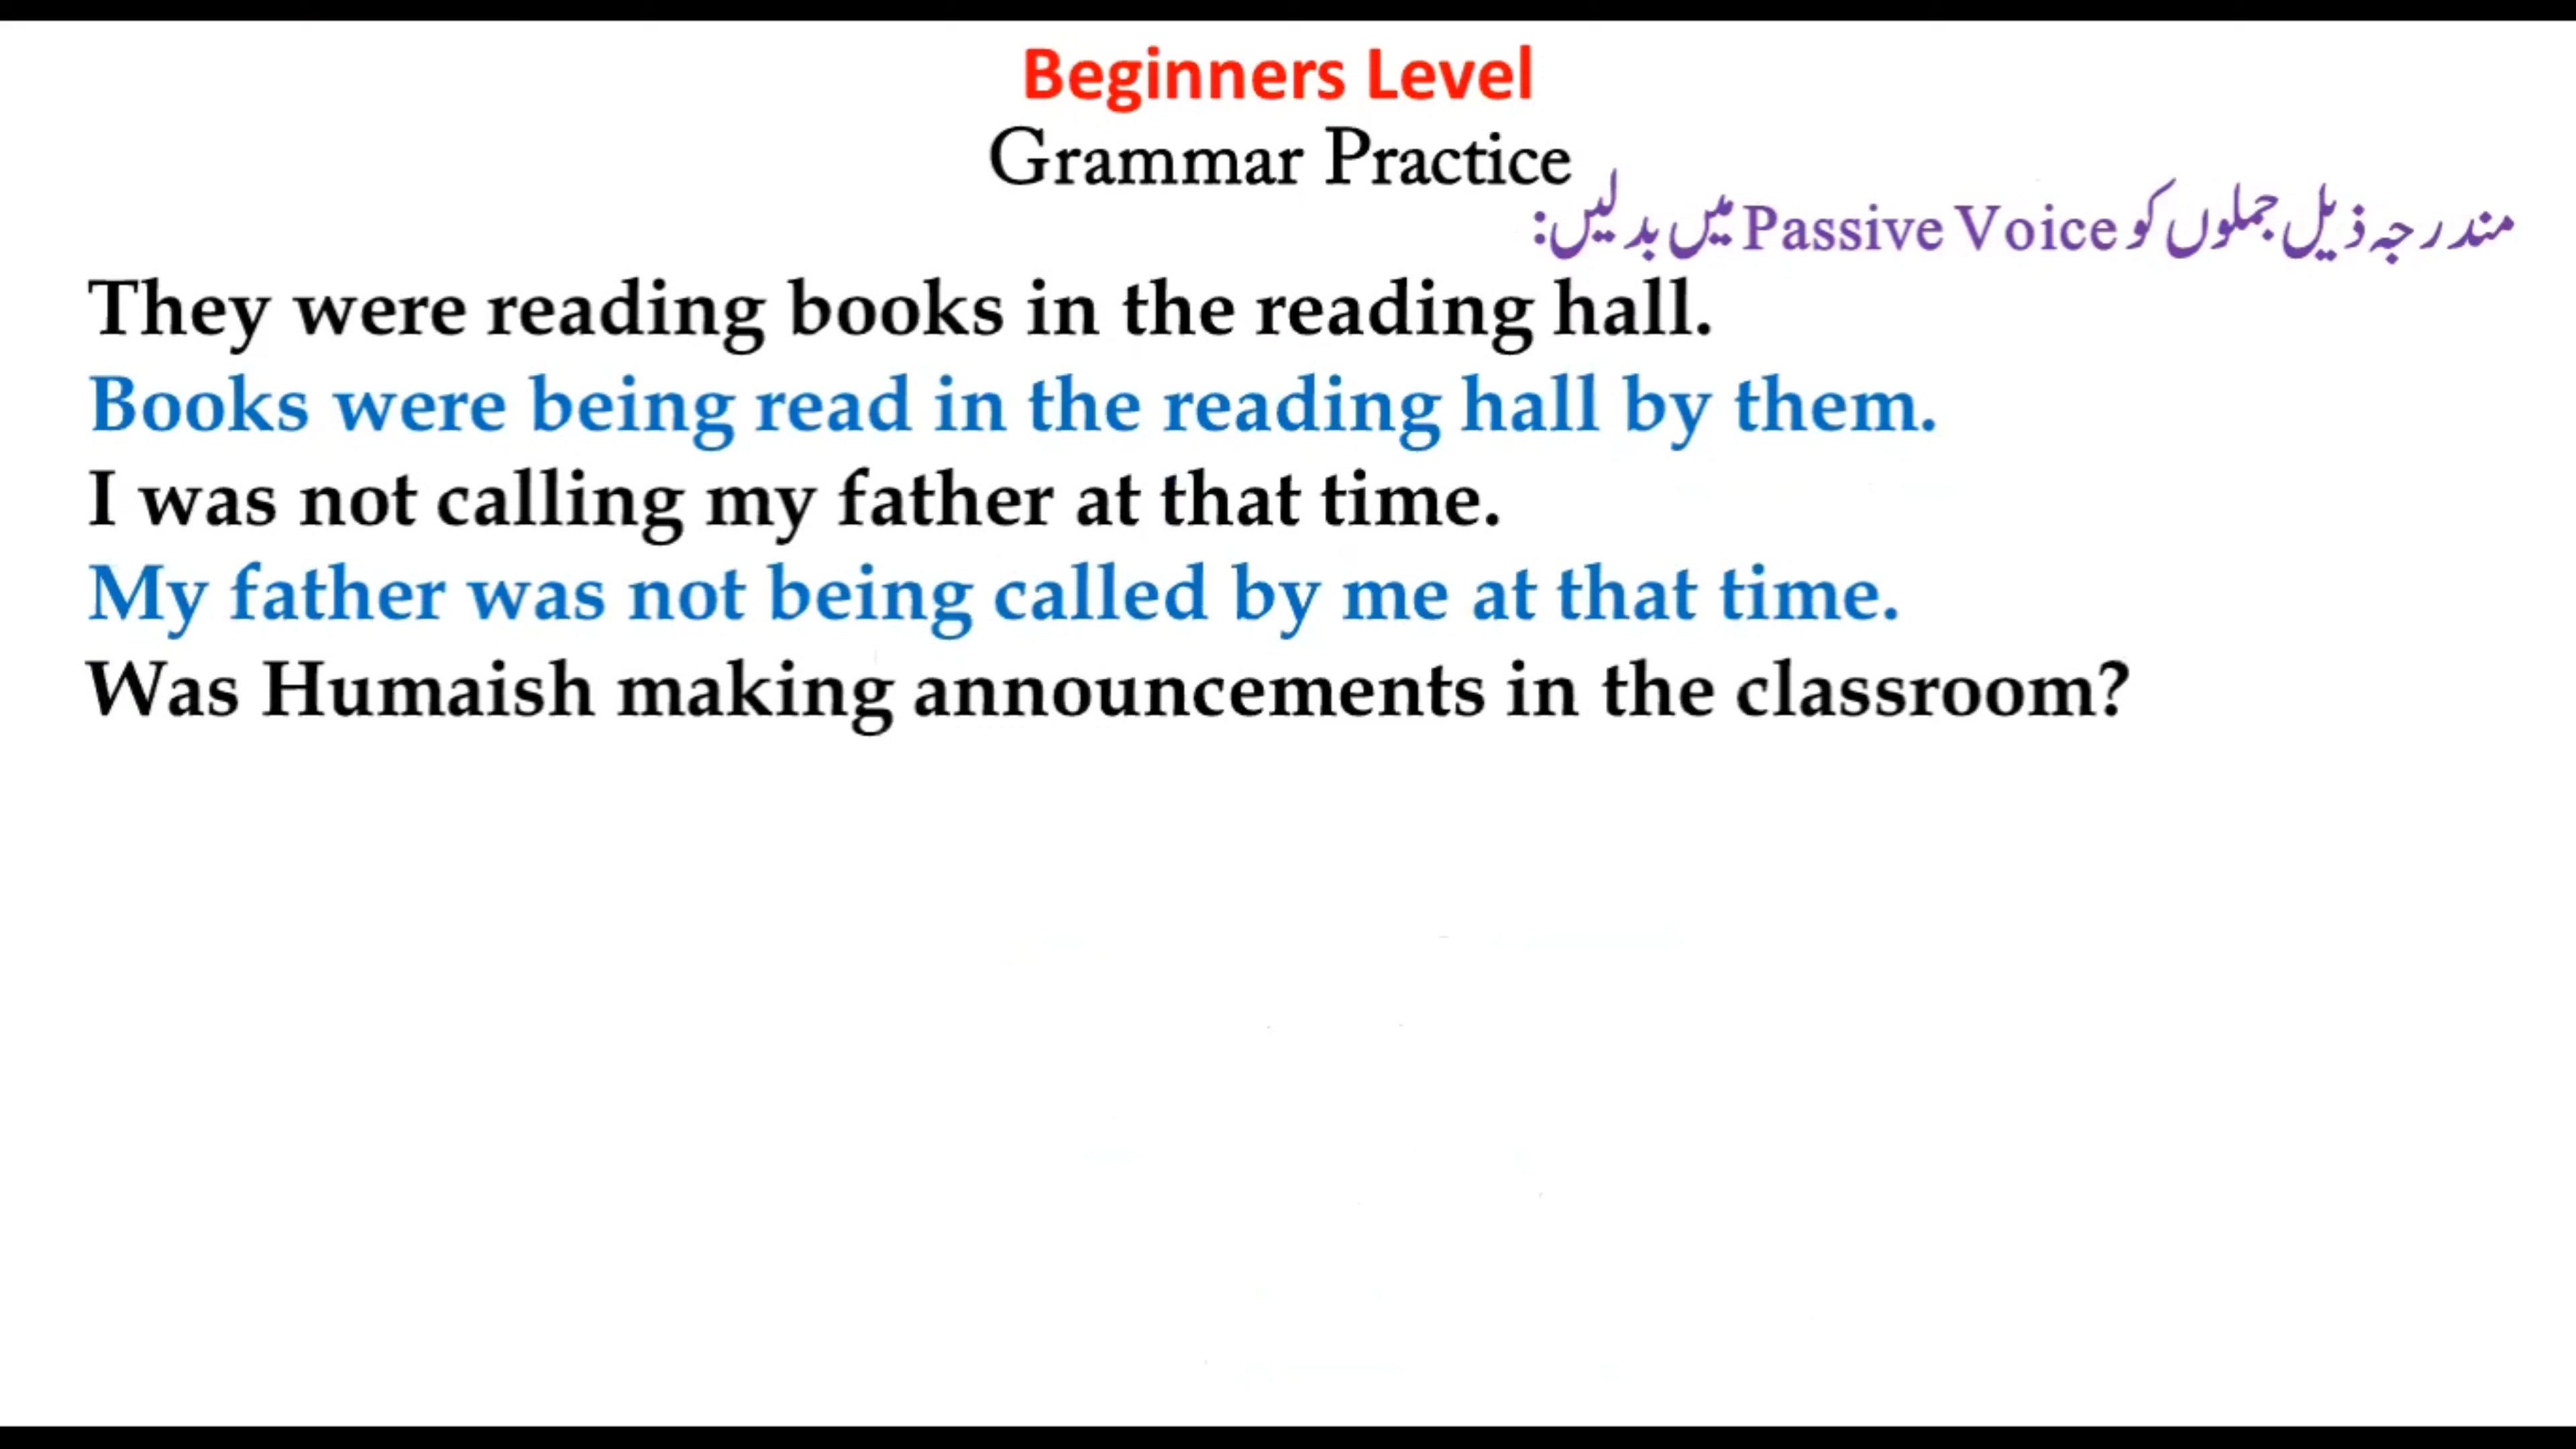 Beginners Level
Grammar Practice
مندرجہ ذیل جملوں کو Passive Voice میں بدلیں:
They were reading books in the reading hall.
Books were being read in the reading hall by them.
I was not calling my father at that time.
My father was not being called by me at that time.
Was Humaish making announcements in the classroom?